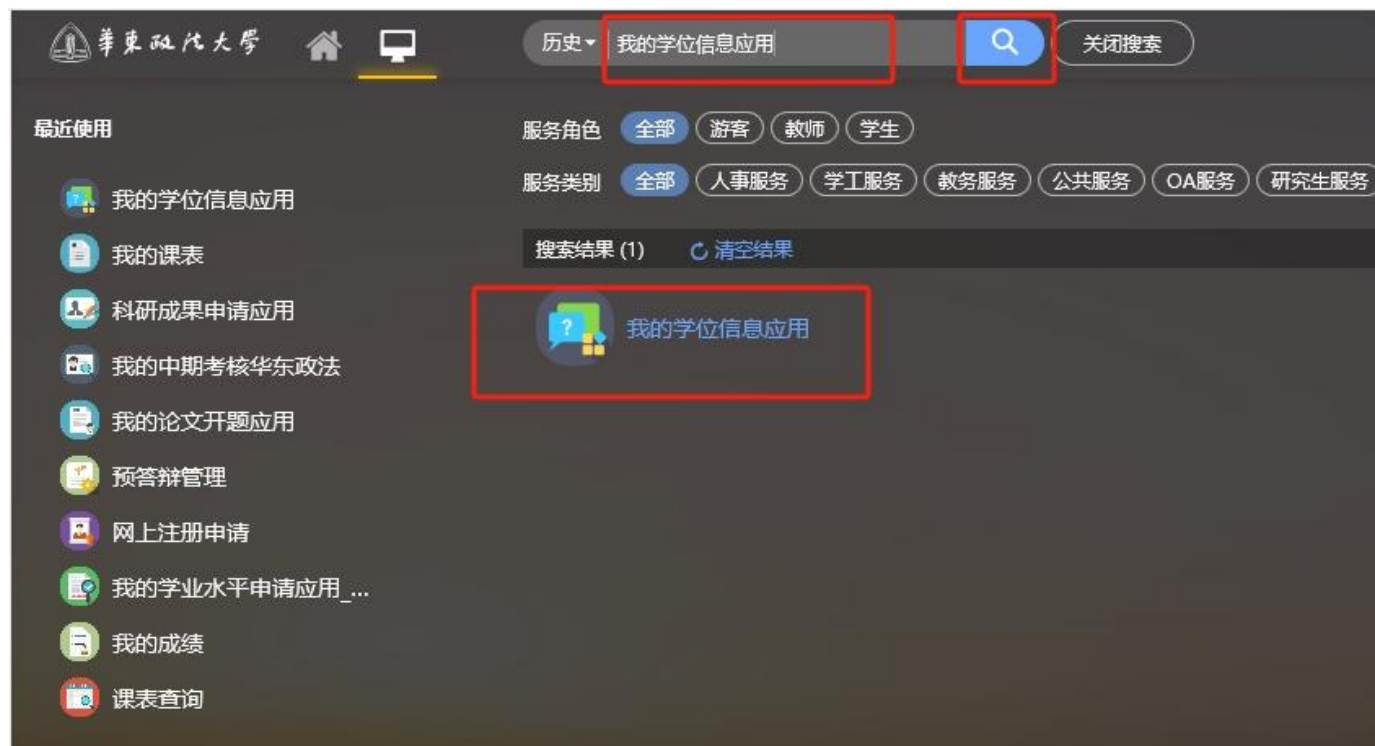 華東政法大學
历史 我的学位信息应用 关闭搜索
最近使用
我的学位信息应用
我的课表
科研成果申请应用
我的中期考核华东政法
我的论文开题应用
预答辩管理
网上注册申请
我的学业水平申请应用_...
我的成绩
课表查询
服务角色 全部 游客 教师 学生
服务类别 全部 人事服务 学工服务 教务服务 公共服务 OA服务 研究生服务
搜索结果 (1) 清空结果
? 我的学位信息应用